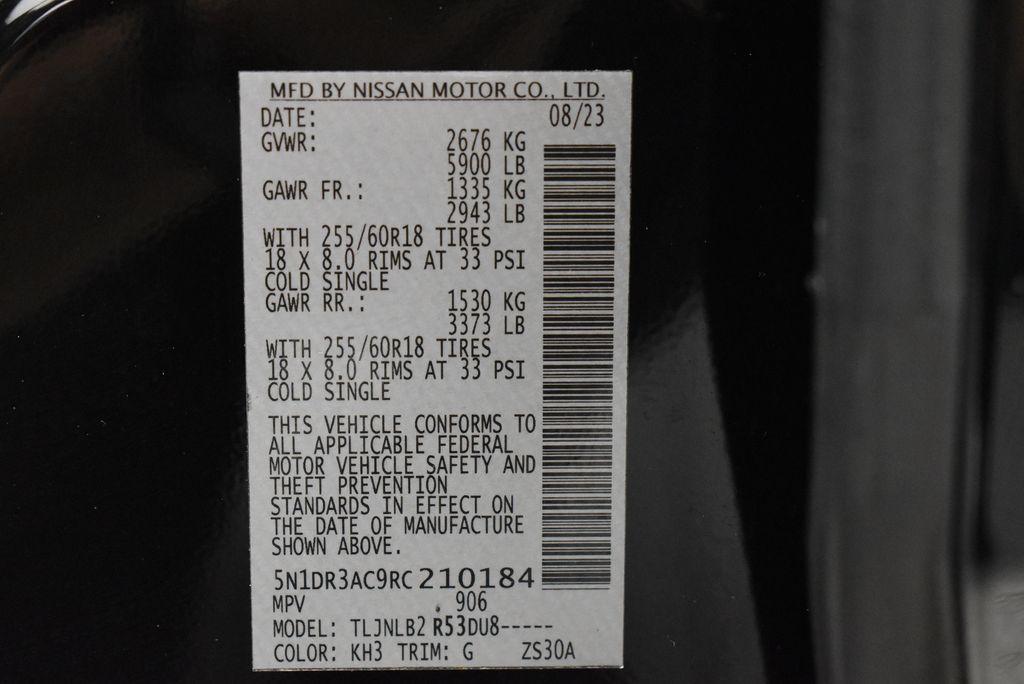 MFD BY NISSAN MOTOR CO., LTD.
DATE: 08/23
GVWR: 2676 KG
5900 LB
GAWR FR.: 1335 KG
2943 LB
WITH 255/60R18 TIRES
18 X 8.0 RIMS AT 33 PSI
COLD SINGLE
GAWR RR.: 1530 KG
3373 LB
WITH 255/60R18 TIRES
18 X 8.0 RIMS AT 33 PSI
COLD SINGLE
THIS VEHICLE CONFORMS TO
ALL APPLICABLE FEDERAL
MOTOR VEHICLE SAFETY AND
THEFT PREVENTION
STANDARDS IN EFFECT ON
THE DATE OF MANUFACTURE
SHOWN ABOVE.
5N1DR3AC9RC210184
MPV 906
MODEL: TLJNLB2 R53DU8-----
COLOR: KH3 TRIM: G ZS30A